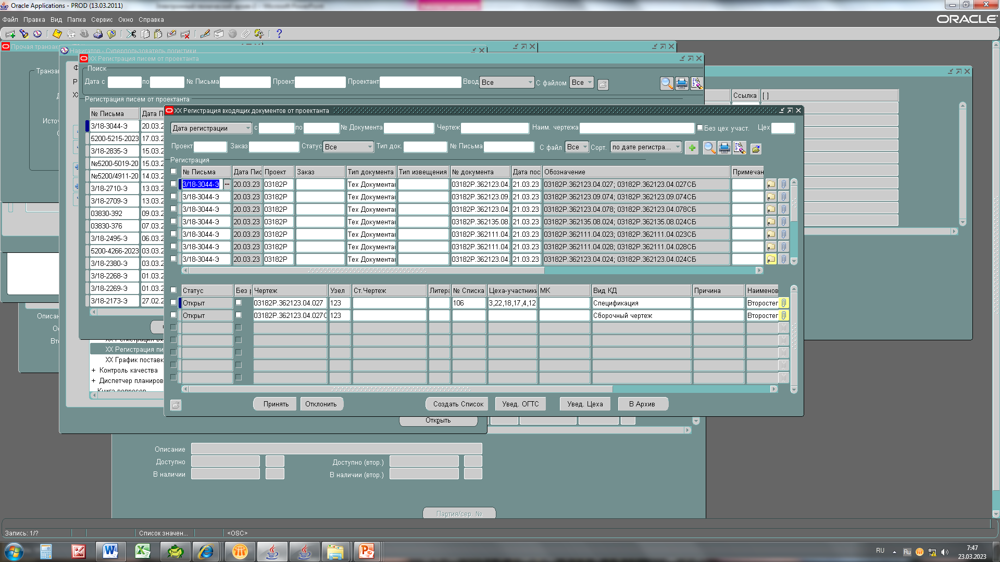 Oracle Applications - PROD (13.03.2011)
Файл Правка Вид Папка Сервис Окно Справка
ORACLE
Навигатор - Суперпользователь логистики
XX Регистрация писем от проектанта
Поиск
Дата с по № Письма Проект Проектант Ввод Все С файлом Все
Регистрация писем от проектанта
№ Письма Дата П
3/18-3044-Э 20.03.2
5200-5215-2023 17.03.2
3/18-2835-Э 15.03.2
№5200-5019-20 15.03.2
№5200/4911-20 14.03.2
3/18-2710-Э 13.03.2
3/18-2709-Э 13.03.2
03830-392 09.03.2
03830-376 07.03.2
3/18-2495-Э 06.03.2
5200-4266-2023 03.03.2
3/18-2380-Э 03.03.2
3/18-2268-Э 01.03.2
3/18-2269-Э 01.03.2
3/18-2173-Э 27.02.2
Ссылка [ ]
XX Регистрация входящих документов от проектанта
Дата регистрации с по № Документа Чертеж Наим. чертежа Без цех участ. Цех
Проект Заказ Статус Все Тип док. № Письма С файл Все Сорт. по дате регистра...
Регистрация
№ Письма Дата Пис Проект Заказ Тип документа Тип извещения № документа Дата пос Обозначение Примечан
3/18-3044-Э ... 20.03.23 03182Р Тех Документа 03182Р.362123.04. 21.03.23 03182Р.362123.04.027; 03182Р.362123.04.027СБ
3/18-3044-Э 20.03.23 03182Р Тех Документа 03182Р.362123.09. 21.03.23 03182Р.362123.09.074; 03182Р.362123.09.074СБ
3/18-3044-Э 20.03.23 03182Р Тех Документа 03182Р.362123.04. 21.03.23 03182Р.362123.04.078; 03182Р.362123.04.078СБ
3/18-3044-Э 20.03.23 03182Р Тех Документа 03182Р.362135.08. 21.03.23 03182Р.362135.08.024; 03182Р.362135.08.024СБ
3/18-3044-Э 20.03.23 03182Р Тех Документа 03182Р.362111.04. 21.03.23 03182Р.362111.04.023; 03182Р.362111.04.023СБ
3/18-3044-Э 20.03.23 03182Р Тех Документа 03182Р.362111.04. 21.03.23 03182Р.362111.04.028; 03182Р.362111.04.028СБ
3/18-3044-Э 20.03.23 03182Р Тех Документа 03182Р.362123.04. 21.03.23 03182Р.362123.04.024; 03182Р.362123.04.024СБ
Статус Без р Чертеж Узел Ст.Чертеж Литера № Списка Цеха-участники МК Вид КД Причина Наименов
Открыт 03182Р.362123.04.027 123 106 3,22,18,17,4,12 Спецификация Второстег
Открыт 03182Р.362123.04.027С 123 Сборочный чертеж Второстег
Принять Отклонить Создать Список Увед. ОГТС Увед. Цеха В Архив
XX Регистрация пи
XX График поставк
+ Контроль качества
+ Диспетчер планиров
Книга вопросов
Открыть
Описание
Доступно Доступно (втор.)
В наличии В наличии (втор.)
Партия/сер. №
Запись: 1/? Список значен... <OSC>
RU Ru 7:47
23.03.2023